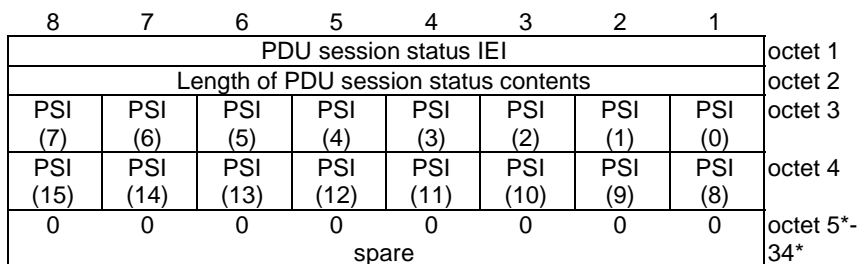 8 7 6 5 4 3 2 1
PDU session status IEI octet 1
Length of PDU session status contents octet 2
PSI PSI PSI PSI PSI PSI PSI PSI octet 3
(7) (6) (5) (4) (3) (2) (1) (0)
PSI PSI PSI PSI PSI PSI PSI PSI octet 4
(15) (14) (13) (12) (11) (10) (9) (8)
0 0 0 0 0 0 0 0 octet 5*-
spare 34*